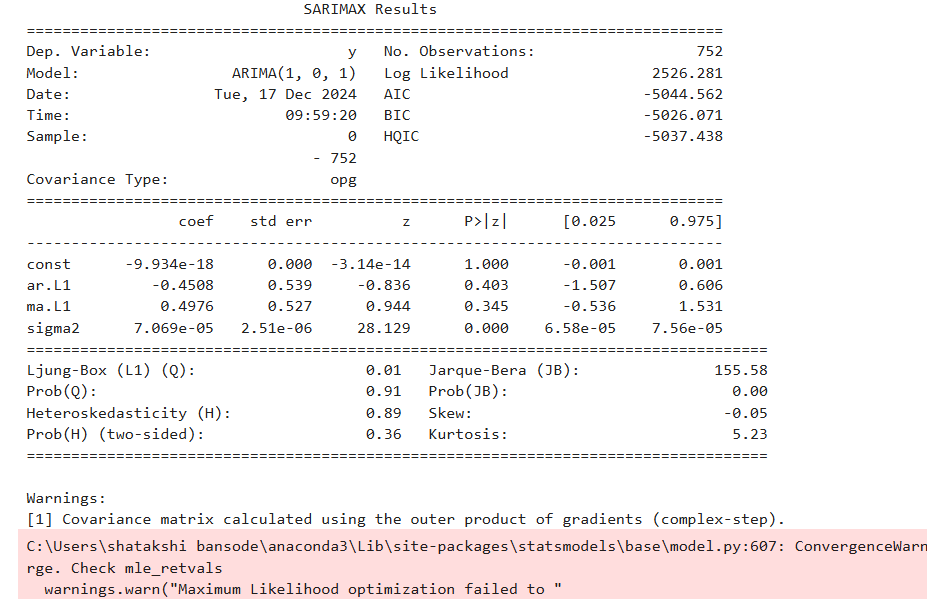 SARIMAX Results
==============================================================================
Dep. Variable:                      y   No. Observations:                  752
Model:                 ARIMA(1, 0, 1)   Log Likelihood                2526.281
Date:                Tue, 17 Dec 2024   AIC                          -5044.562
Time:                        09:59:20   BIC                          -5026.071
Sample:                             0   HQIC                         -5037.438
                                - 752
Covariance Type:                  opg
==============================================================================
                 coef    std err          z      P>|z|      [0.025      0.975]
------------------------------------------------------------------------------
const      -9.934e-18      0.000  -3.14e-14      1.000      -0.001       0.001
ar.L1         -0.4508      0.539     -0.836      0.403      -1.507       0.606
ma.L1          0.4976      0.527      0.944      0.345      -0.536       1.531
sigma2      7.069e-05   2.51e-06     28.129      0.000    6.58e-05    7.56e-05
===================================================================================
Ljung-Box (L1) (Q):                   0.01   Jarque-Bera (JB):               155.58
Prob(Q):                              0.91   Prob(JB):                         0.00
Heteroskedasticity (H):               0.89   Skew:                            -0.05
Prob(H) (two-sided):                  0.36   Kurtosis:                         5.23
===================================================================================
Warnings:
[1] Covariance matrix calculated using the outer product of gradients (complex-step).
C:\Users\shatakshi bansode\anaconda3\Lib\site-packages\statsmodels\base\model.py:607: ConvergenceWarn
rge. Check mle_retvals
  warnings.warn("Maximum Likelihood optimization failed to "